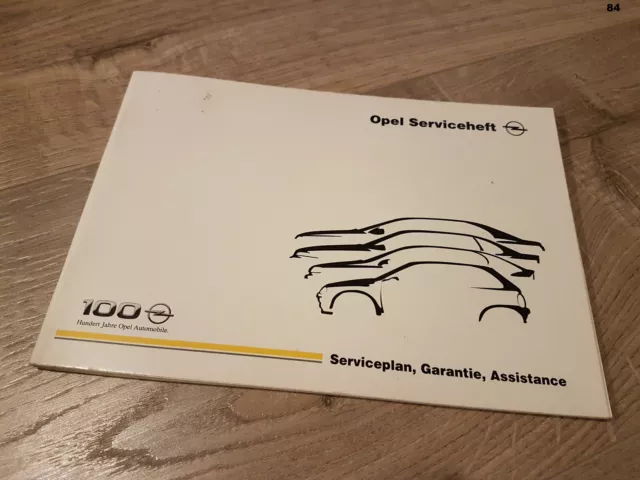 84
Opel Serviceheft
100
Hundert Jahre Opel Automobile.
Serviceplan, Garantie, Assistance